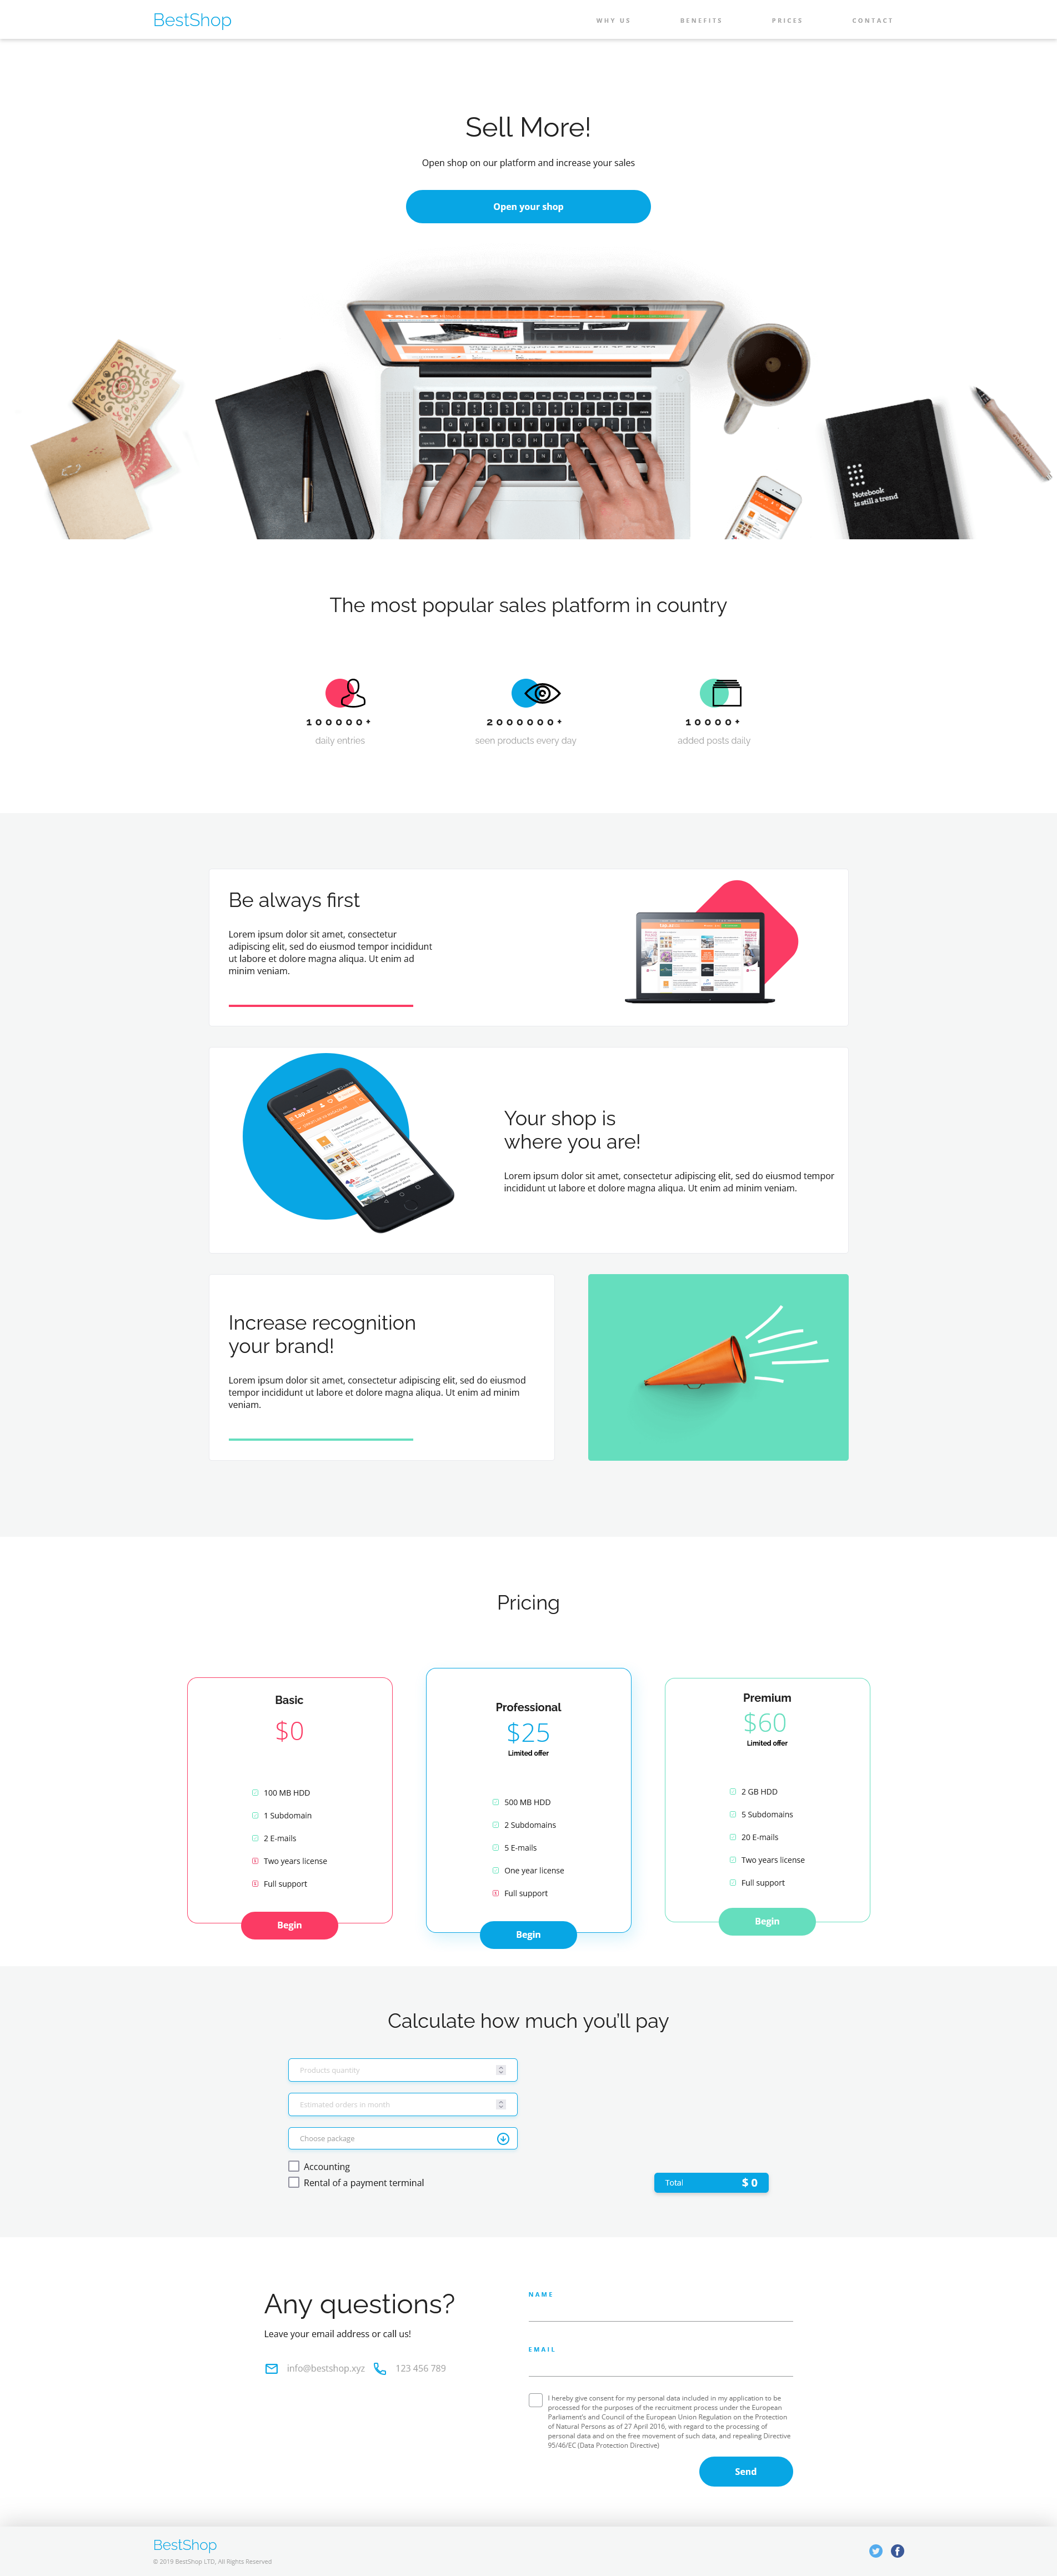 BestShop
WHY US
BENEFITS
PRICES
CONTACT
Sell More!
Open shop on our platform and increase your sales
Open your shop
Notebook
is still a trend
The most popular sales platform in country
100000+
daily entries
2000000+
seen products every day
10000+
added posts daily
Be always first
Lorem ipsum dolor sit amet, consectetur
adipiscing elit, sed do eiusmod tempor incididunt
ut labore et dolore magna aliqua. Ut enim ad
minim veniam.
tap.az
Your shop is
where you are!
Lorem ipsum dolor sit amet, consectetur adipiscing elit, sed do eiusmod tempor
incididunt ut labore et dolore magna aliqua. Ut enim ad minim veniam.
Increase recognition
your brand!
Lorem ipsum dolor sit amet, consectetur adipiscing elit, sed do eiusmod
tempor incididunt ut labore et dolore magna aliqua. Ut enim ad minim
veniam.
Pricing
Basic
$0
100 MB HDD
1 Subdomain
2 E-mails
Two years license
Full support
Begin
Professional
$25
Limited offer
500 MB HDD
2 Subdomains
5 E-mails
One year license
Full support
Begin
Premium
$60
Limited offer
2 GB HDD
5 Subdomains
20 E-mails
Two years license
Full support
Begin
Calculate how much you'll pay
Products quantity
Estimated orders in month
Choose package
Accounting
Rental of a payment terminal
Total
$ 0
Any questions?
Leave your email address or call us!
info@bestshop.xyz
123 456 789
NAME
EMAIL
I hereby give consent for my personal data included in my application to be
processed for the purposes of the recruitment process under the European
Parliament's and Council of the European Union Regulation on the Protection
of Natural Persons as of 27 April 2016, with regard to the processing of
personal data and on the free movement of such data, and repealing Directive
95/46/EC (Data Protection Directive)
Send
BestShop
© 2019 BestShop LTD, All Rights Reserved